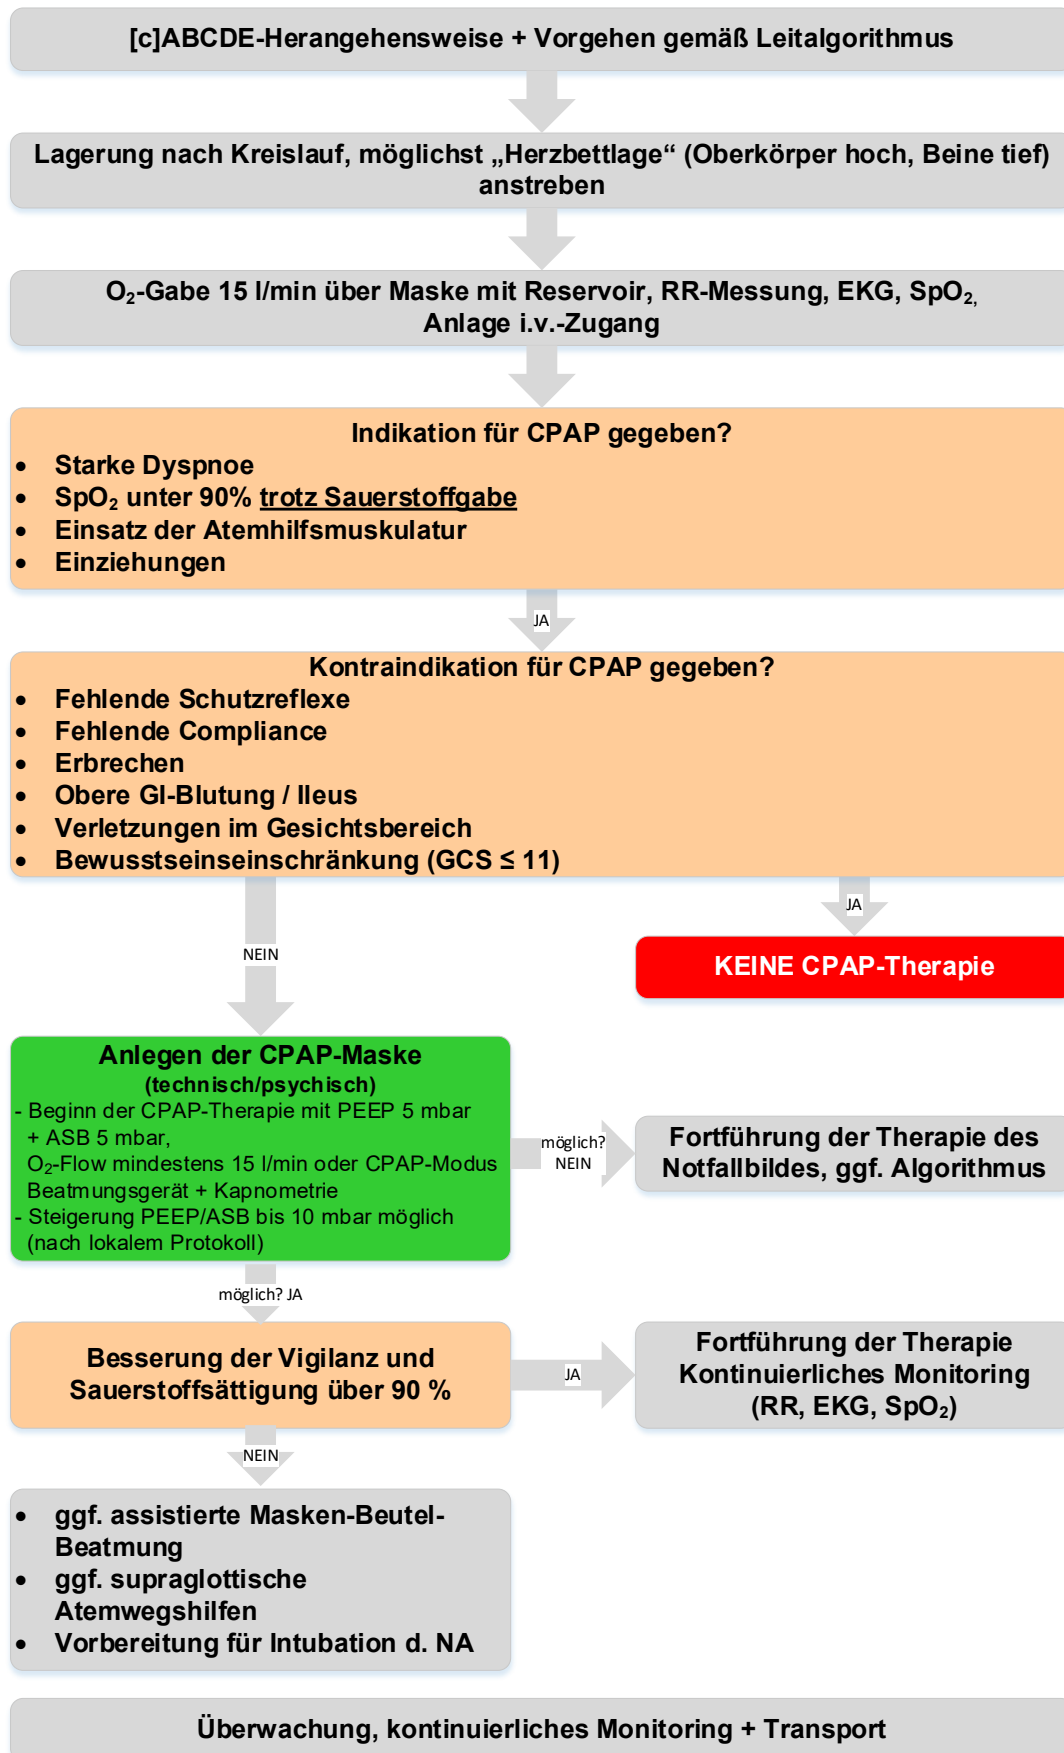 [c]ABCDE-Herangehensweise + Vorgehen gemäß Leitalgorithmus
Lagerung nach Kreislauf, möglichst „Herzbettlage“ (Oberkörper hoch, Beine tief)
anstreben
O₂-Gabe 15 l/min über Maske mit Reservoir, RR-Messung, EKG, SpO₂,
Anlage i.v.-Zugang
Indikation für CPAP gegeben?
• Starke Dyspnoe
• SpO₂ unter 90% trotz Sauerstoffgabe
• Einsatz der Atemhilfsmuskulatur
• Einziehungen
JA
Kontraindikation für CPAP gegeben?
• Fehlende Schutzreflexe
• Fehlende Compliance
• Erbrechen
• Obere GI-Blutung / Ileus
• Verletzungen im Gesichtsbereich
• Bewusstseinseinschränkung (GCS ≤ 11)
JA
NEIN
KEINE CPAP-Therapie
Anlegen der CPAP-Maske
(technisch/psychisch)
- Beginn der CPAP-Therapie mit PEEP 5 mbar
+ ASB 5 mbar,
O₂-Flow mindestens 15 l/min oder CPAP-Modus
Beatmungsgerät + Kapnometrie
- Steigerung PEEP/ASB bis 10 mbar möglich
(nach lokalem Protokoll)
möglich?
NEIN
Fortführung der Therapie des
Notfallbildes, ggf. Algorithmus
möglich? JA
Besserung der Vigilanz und
Sauerstoffsättigung über 90 %
JA
Fortführung der Therapie
Kontinuierliches Monitoring
(RR, EKG, SpO₂)
NEIN
• ggf. assistierte Masken-Beutel-
Beatmung
• ggf. supraglottische
Atemwegshilfen
• Vorbereitung für Intubation d. NA
Überwachung, kontinuierliches Monitoring + Transport